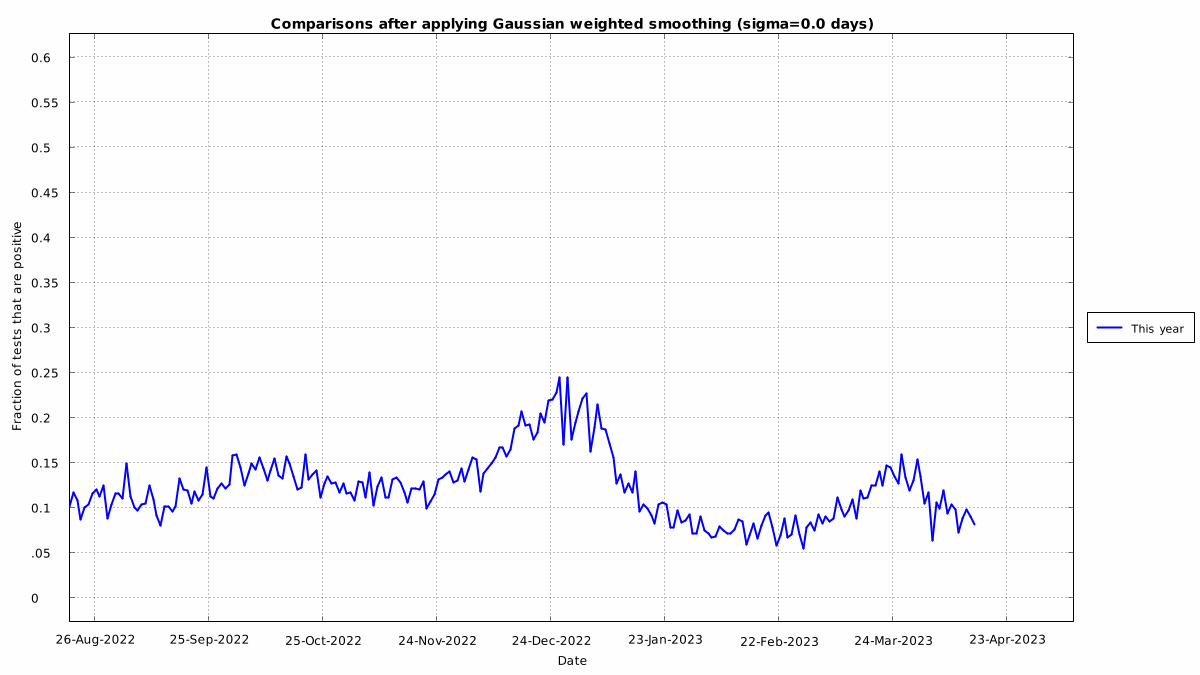 Comparisons after applying Gaussian weighted smoothing (sigma=0.0 days)
0.6
0.55
0.5
0.45
0.4
0.35
0.3
0.25
0.2
0.15
0.1
.05
0
Fraction of tests that are positive
This year
26-Aug-2022 25-Sep-2022 25-Oct-2022 24-Nov-2022 24-Dec-2022 23-Jan-2023 22-Feb-2023 24-Mar-2023 23-Apr-2023
Date